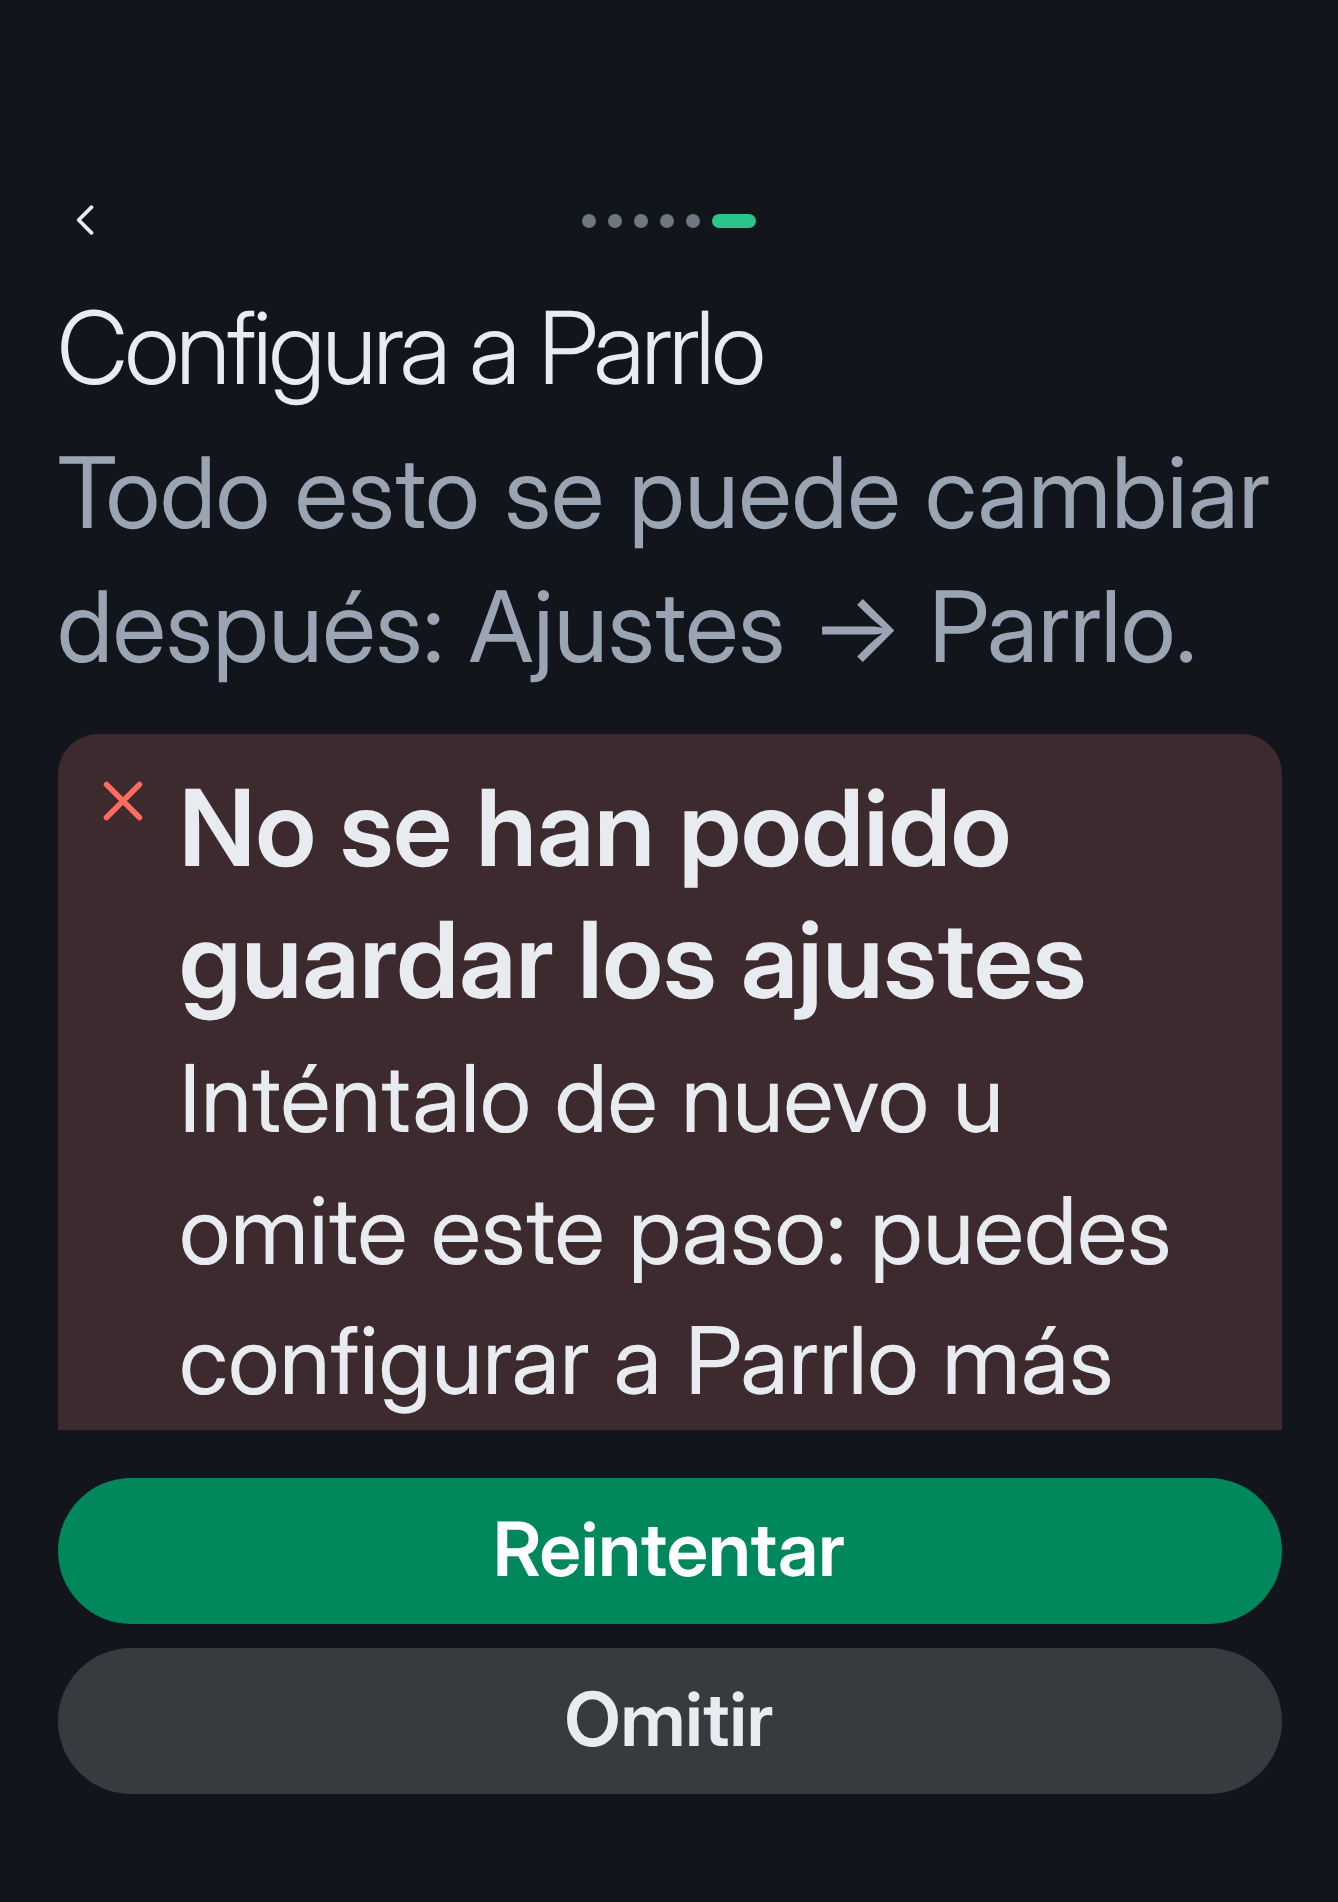 Configura a Parrlo
Todo esto se puede cambiar
después: Ajustes → Parrlo.
No se han podido
guardar los ajustes
Inténtalo de nuevo u
omite este paso: puedes
configurar a Parrlo más
Reintentar
Omitir